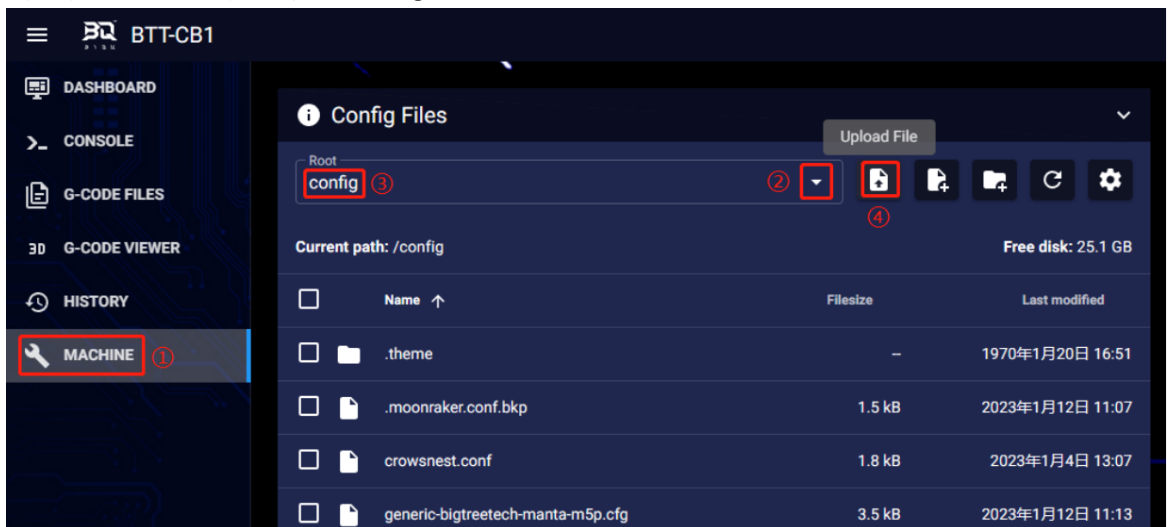 BQ BTT-CB1
DASHBOARD
CONSOLE
G-CODE FILES
3D G-CODE VIEWER
HISTORY
MACHINE ①
Config Files
Upload File
Root
config ③ ②
④
Current path: /config Free disk: 25.1 GB
Name ↑ Filesize Last modified
.theme – 1970年1月20日 16:51
.moonraker.conf.bkp 1.5 kB 2023年1月12日 11:07
crowsnest.conf 1.8 kB 2023年1月4日 13:07
generic-bigtreetech-manta-m5p.cfg 3.5 kB 2023年1月12日 11:13